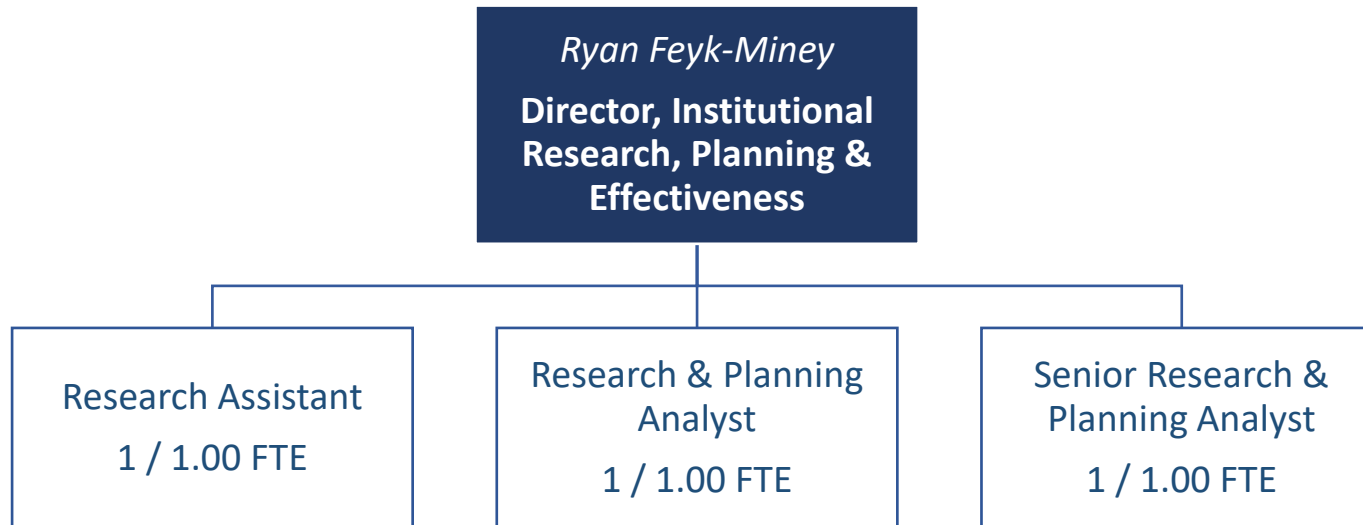 Ryan Feyk-Miney
Director, Institutional
Research, Planning &
Effectiveness
Research Assistant
1 / 1.00 FTE
Research & Planning
Analyst
1 / 1.00 FTE
Senior Research &
Planning Analyst
1 / 1.00 FTE